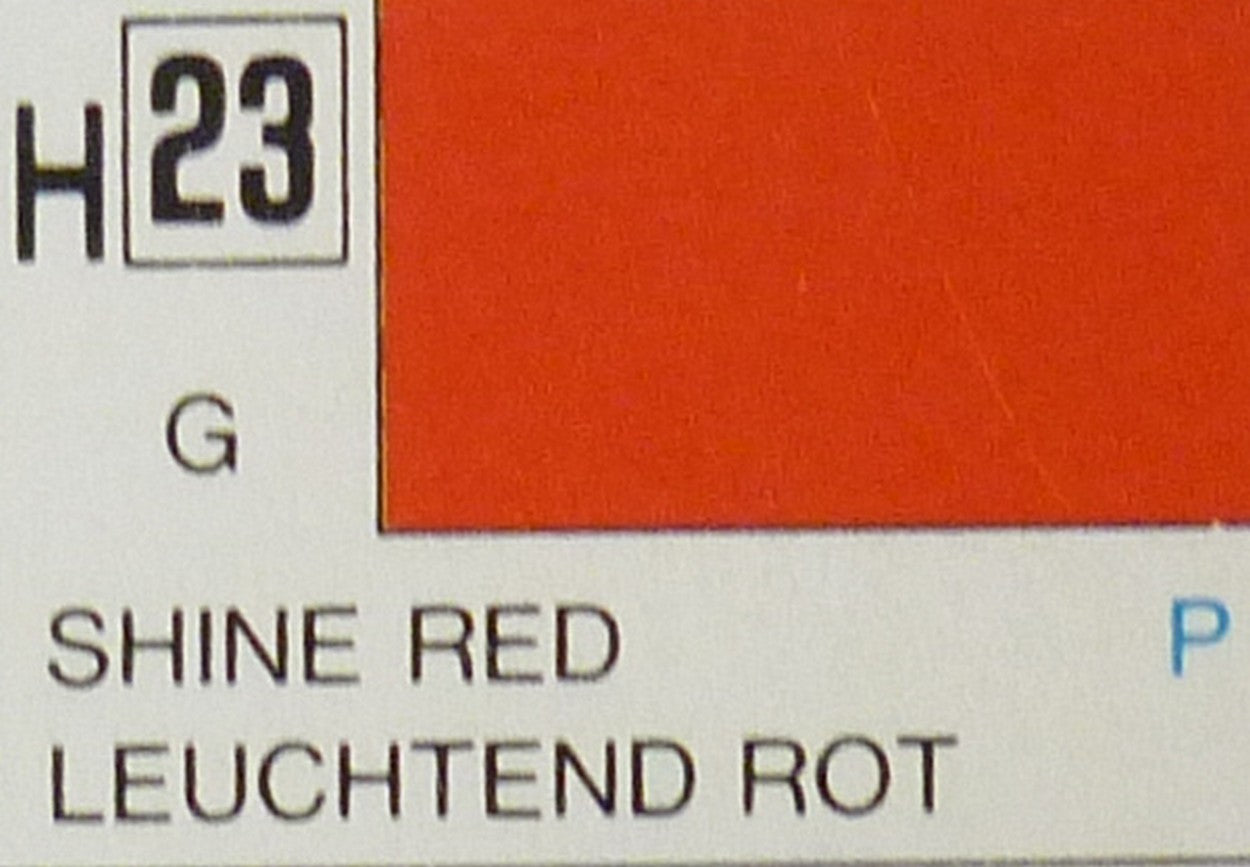 H 23
G
SHINE RED P
LEUCHTEND ROT